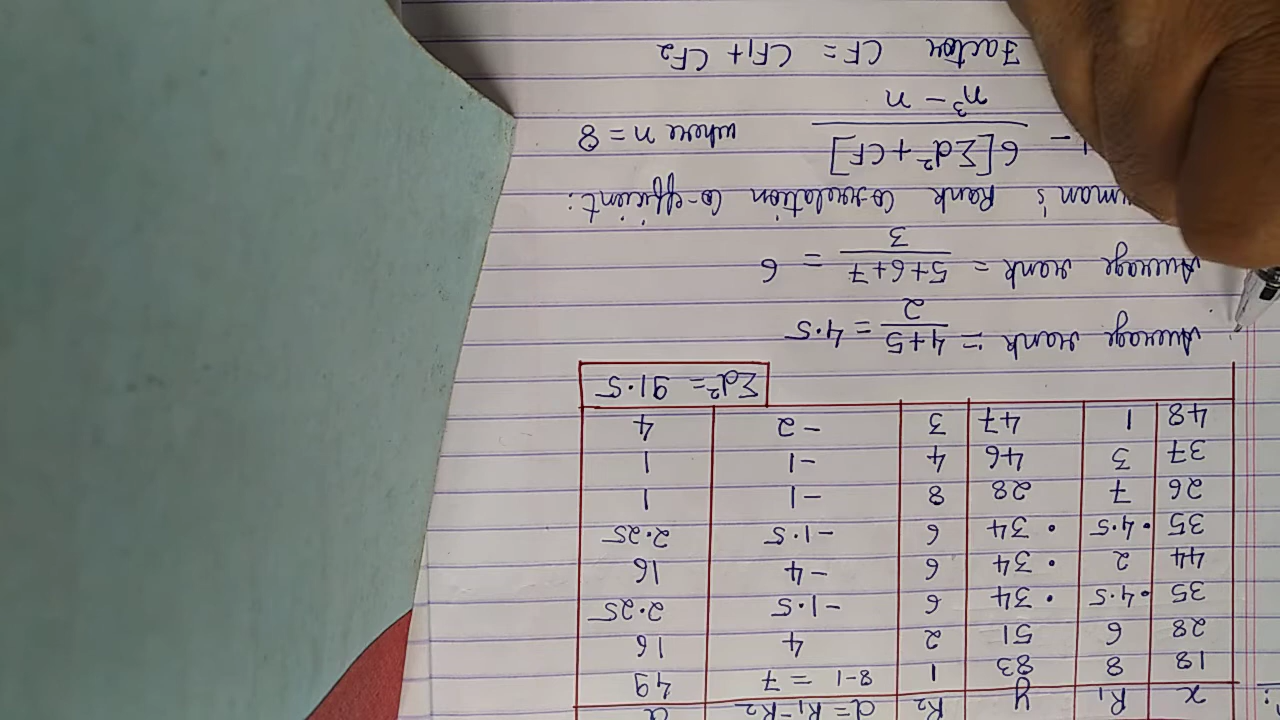 x R₁ y R₂ d=R₁-R₂
18 8 83 1 8-1 = 7 49
28 6 51 2 4 16
35 •4.5 •34 6 -1.5 2.25
44 2 •34 6 -4 16
35 •4.5 •34 6 -1.5 2.25
26 7 28 8 -1 1
37 3 46 4 -1 1
48 1 47 3 -2 4
Σd² = 91.5
Average rank = 4+5/2 = 4.5
Average rank = 5+6+7/3 = 6
rman's Rank Correlation Co-efficient:
1 - 6[Σd²+CF]/n³-n where n=8
Factor CF = CF₁+CF₂